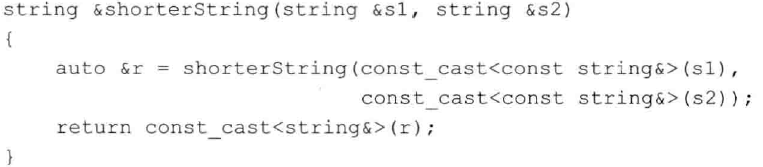 string &shorterString(string &s1, string &s2)
{
    auto &r = shorterString(const_cast<const string&>(s1),
                            const_cast<const string&>(s2));
    return const_cast<string&>(r);
}